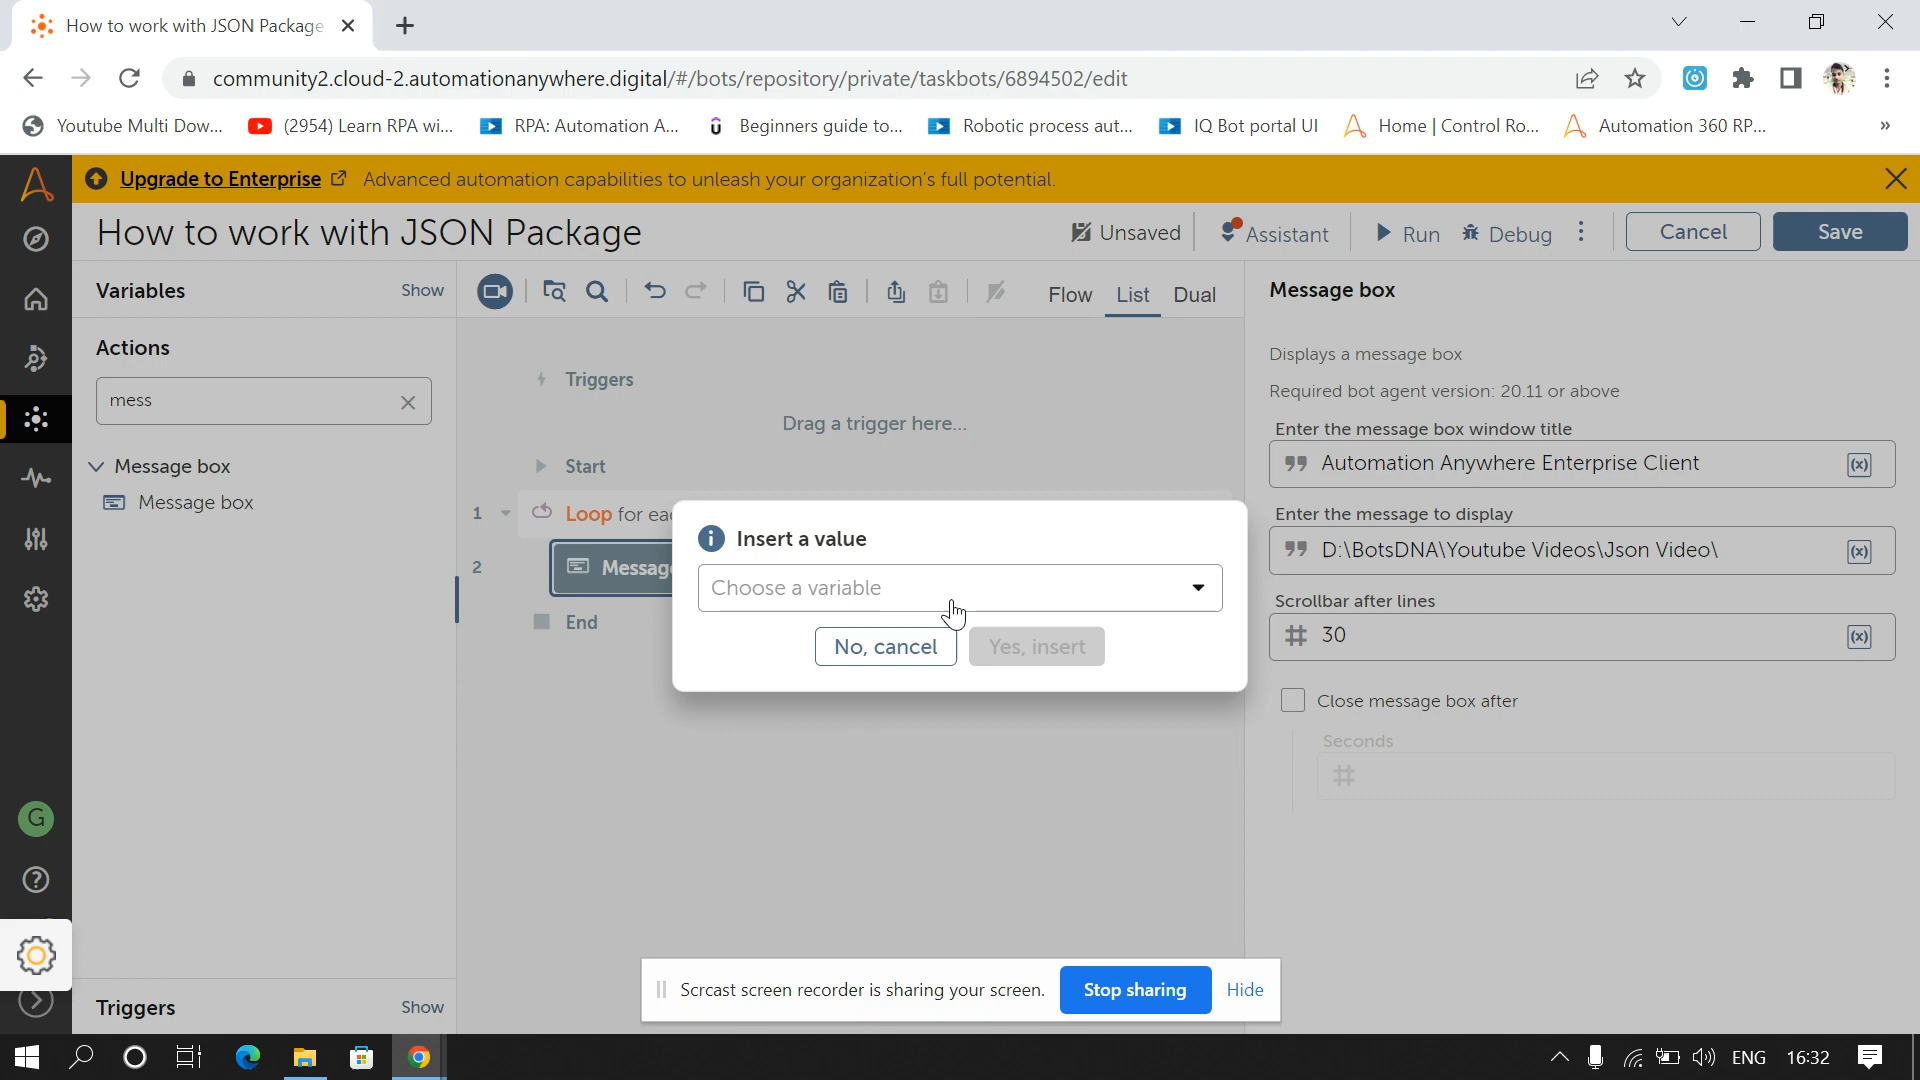 How to work with JSON Package
community2.cloud-2.automationanywhere.digital/#/bots/repository/private/taskbots/6894502/edit
Youtube Multi Dow...
(2954) Learn RPA wi...
RPA: Automation A...
Beginners guide to...
Robotic process aut...
IQ Bot portal UI
Home | Control Ro...
Automation 360 RP...
»
Upgrade to Enterprise
Advanced automation capabilities to unleash your organization's full potential.
How to work with JSON Package
Unsaved
Assistant
Run
Debug
Cancel
Save
Variables
Show
Flow
List
Dual
Message box
Actions
mess
Message box
Message box
Triggers
Drag a trigger here...
Start
1
Loop for eac
2
Messag
End
Displays a message box
Required bot agent version: 20.11 or above
Enter the message box window title
Automation Anywhere Enterprise Client
(x)
Enter the message to display
D:\BotsDNA\Youtube Videos\Json Video\
(x)
Scrollbar after lines
30
(x)
Close message box after
Seconds
Insert a value
Choose a variable
No, cancel
Yes, insert
G
Triggers
Show
Scrcast screen recorder is sharing your screen.
Stop sharing
Hide
ENG
16:32